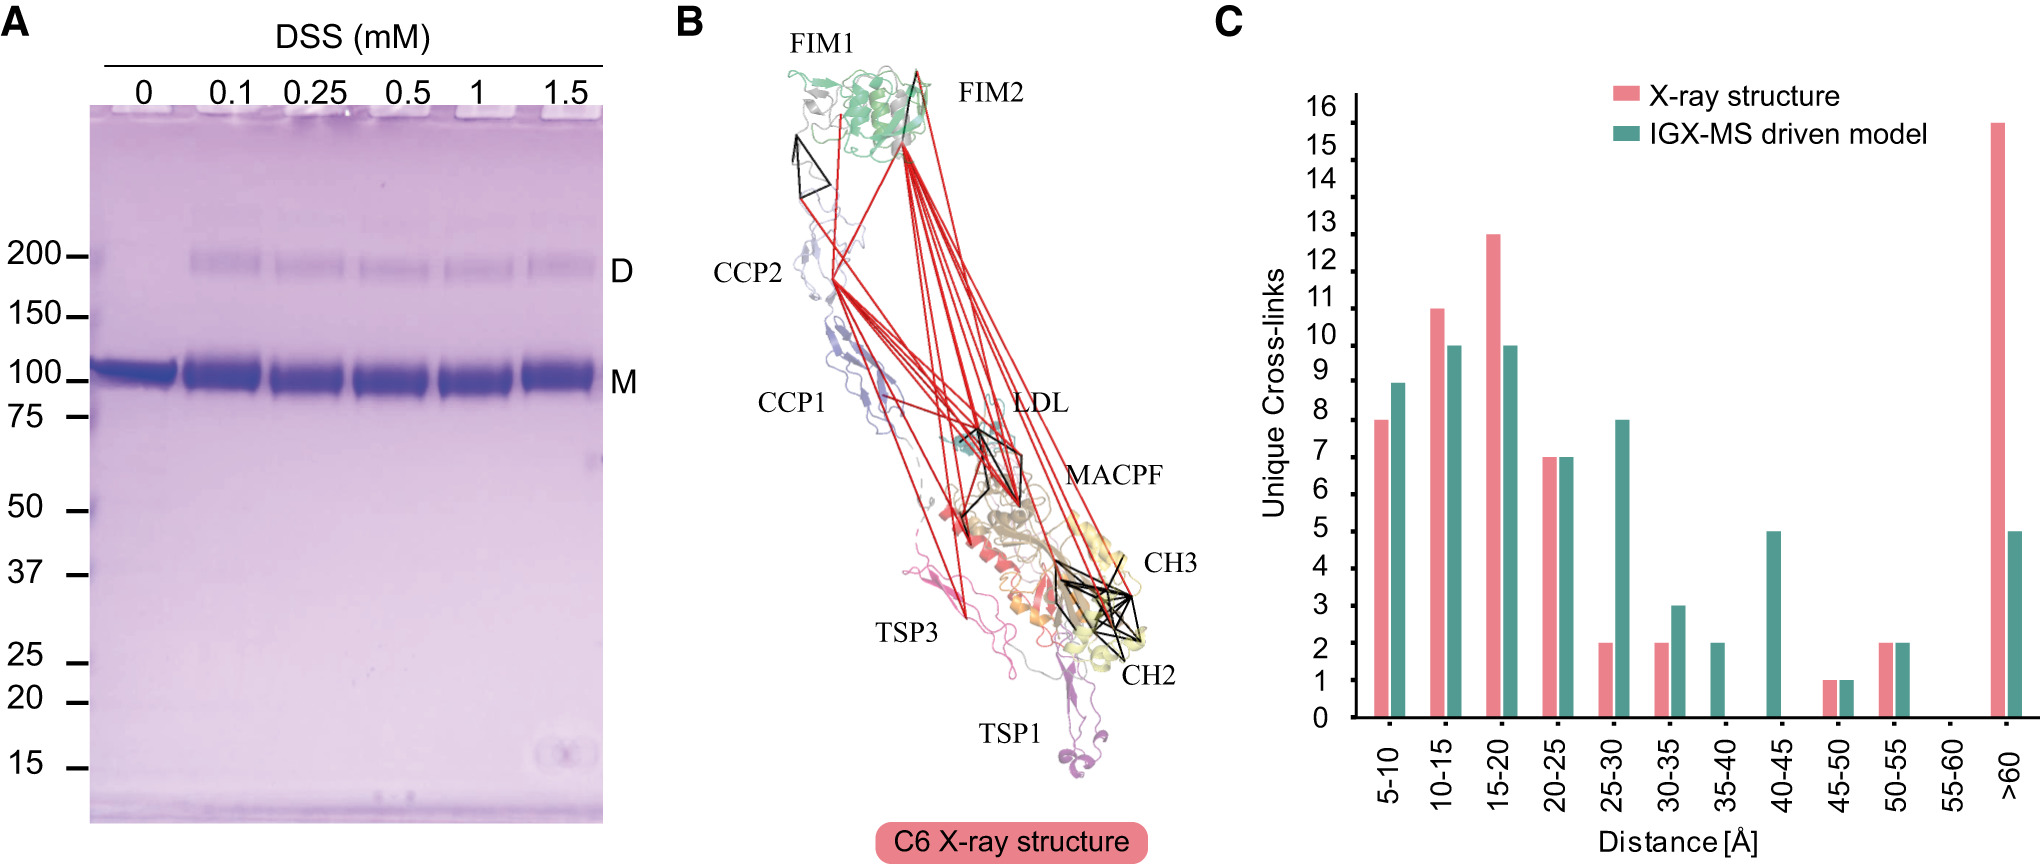 A
DSS (mM)
0 0.1 0.25 0.5 1 1.5
200
D
150
100
M
75
50
37
25
20
15
B
FIM1
FIM2
CCP2
CCP1
LDL
MACPF
CH3
TSP3
CH2
TSP1
C6 X-ray structure
C
X-ray structure
IGX-MS driven model
Unique Cross-links
16
15
14
13
12
11
10
9
8
7
6
5
4
3
2
1
0
5-10 10-15 15-20 20-25 25-30 30-35 35-40 40-45 45-50 50-55 55-60 >60
Distance [Å]